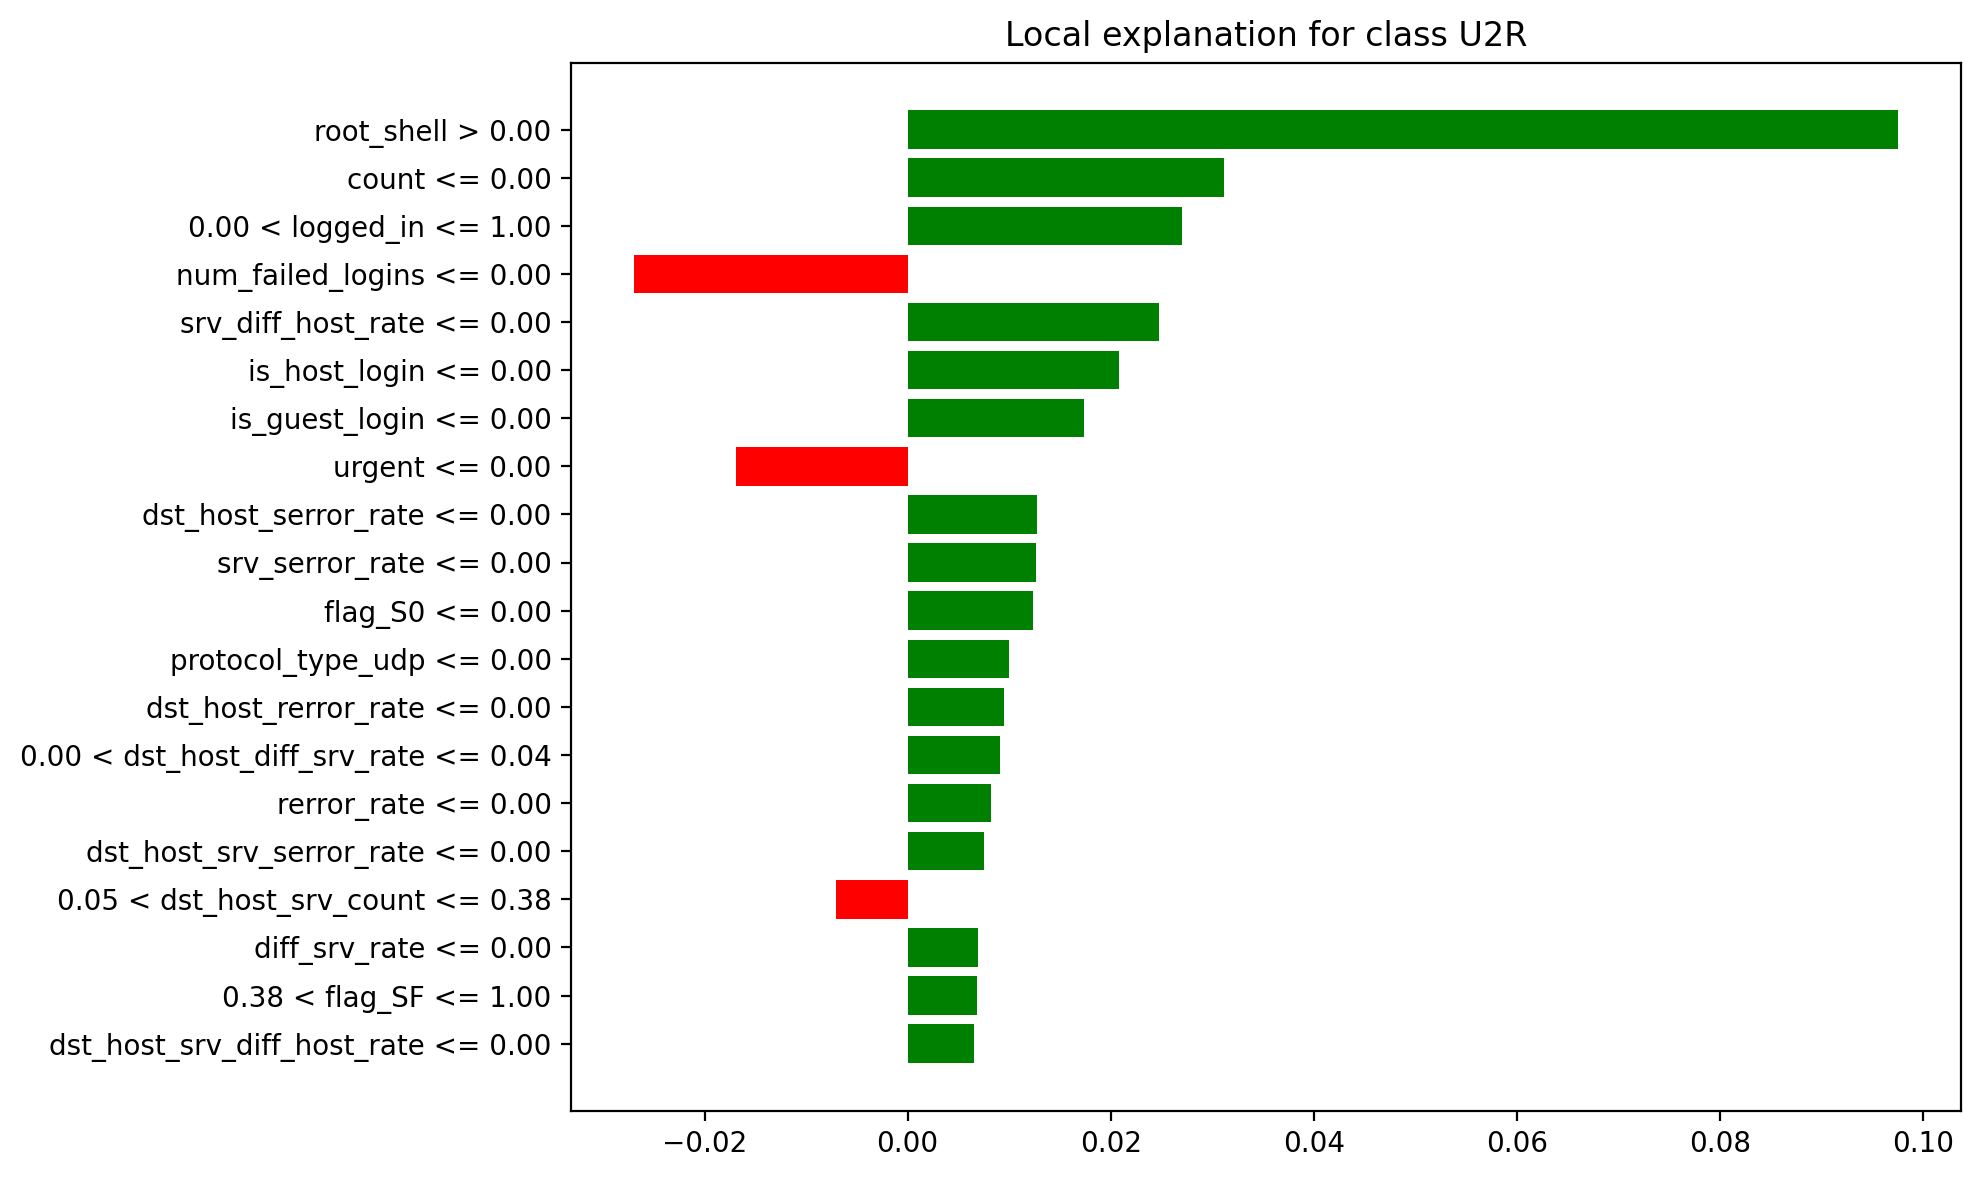 Local explanation for class U2R
root_shell > 0.00
count <= 0.00
0.00 < logged_in <= 1.00
num_failed_logins <= 0.00
srv_diff_host_rate <= 0.00
is_host_login <= 0.00
is_guest_login <= 0.00
urgent <= 0.00
dst_host_serror_rate <= 0.00
srv_serror_rate <= 0.00
flag_S0 <= 0.00
protocol_type_udp <= 0.00
dst_host_rerror_rate <= 0.00
0.00 < dst_host_diff_srv_rate <= 0.04
rerror_rate <= 0.00
dst_host_srv_serror_rate <= 0.00
0.05 < dst_host_srv_count <= 0.38
diff_srv_rate <= 0.00
0.38 < flag_SF <= 1.00
dst_host_srv_diff_host_rate <= 0.00
−0.02 0.00 0.02 0.04 0.06 0.08 0.10